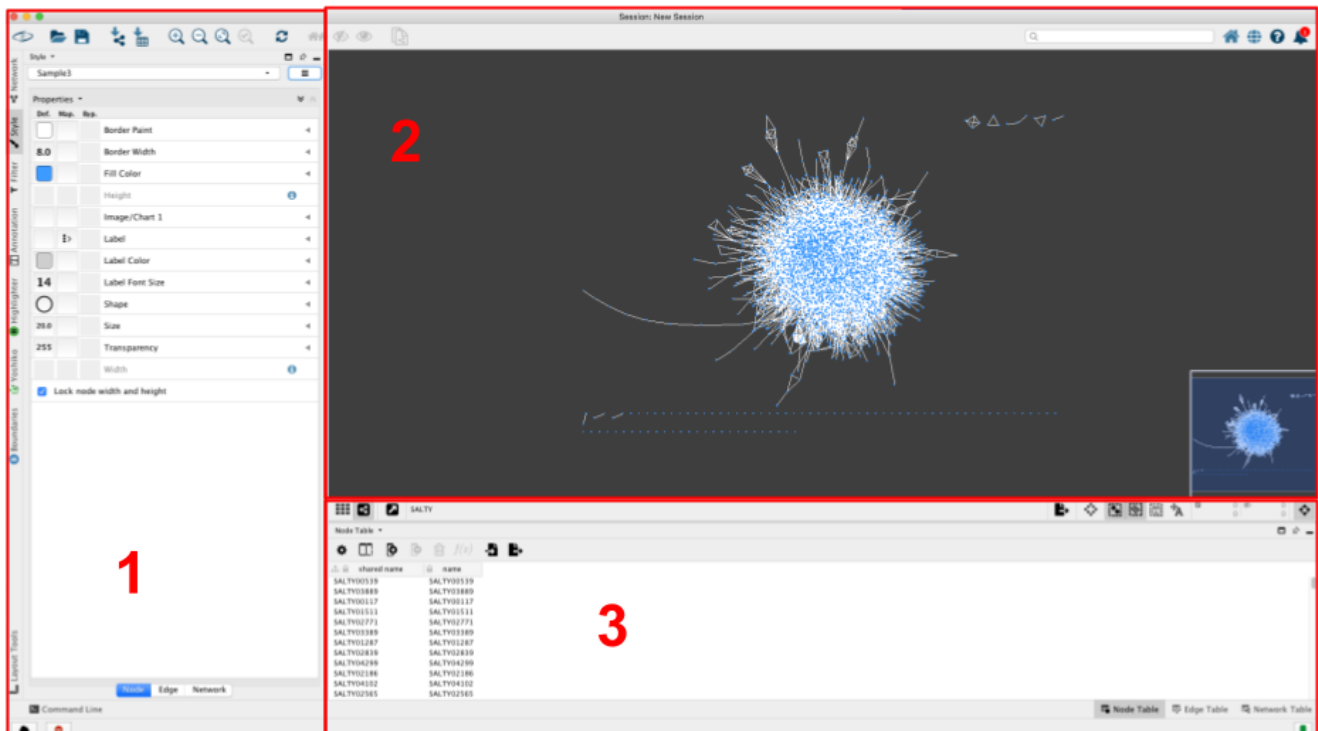 Session: New Session
Style
Sample3
Properties
Def. Map. Byp.
Border Paint
8.0 Border Width
Fill Color
Height
Image/Chart 1
Label
Label Color
14 Label Font Size
Shape
20.0 Size
255 Transparency
Width
Lock node width and height
Node Edge Network
Command Line
Network
Style
Filter
Annotation
Highlighter
Yoshiko
Boundaries
Layout Tools
1
2
3
SALTY
Node Table
f(x)
shared name name
SALTY00539 SALTY00539
SALTY03889 SALTY03889
SALTY00117 SALTY00117
SALTY01511 SALTY01511
SALTY02771 SALTY02771
SALTY03389 SALTY03389
SALTY01287 SALTY01287
SALTY02839 SALTY02839
SALTY04299 SALTY04299
SALTY02186 SALTY02186
SALTY04102 SALTY04102
SALTY02565 SALTY02565
Node Table Edge Table Network Table